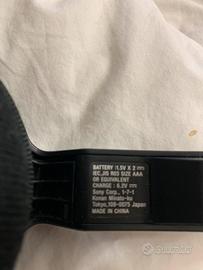 BATTERY : 1.5V X 2 ⎓
IEC,JIS R03 SIZE AAA
OR EQUIVALENT
CHARGE : 6.2V ⎓
Sony Corp., 1-7-1
Konan Minato-ku
Tokyo,108-0075 Japan
MADE IN CHINA
subito